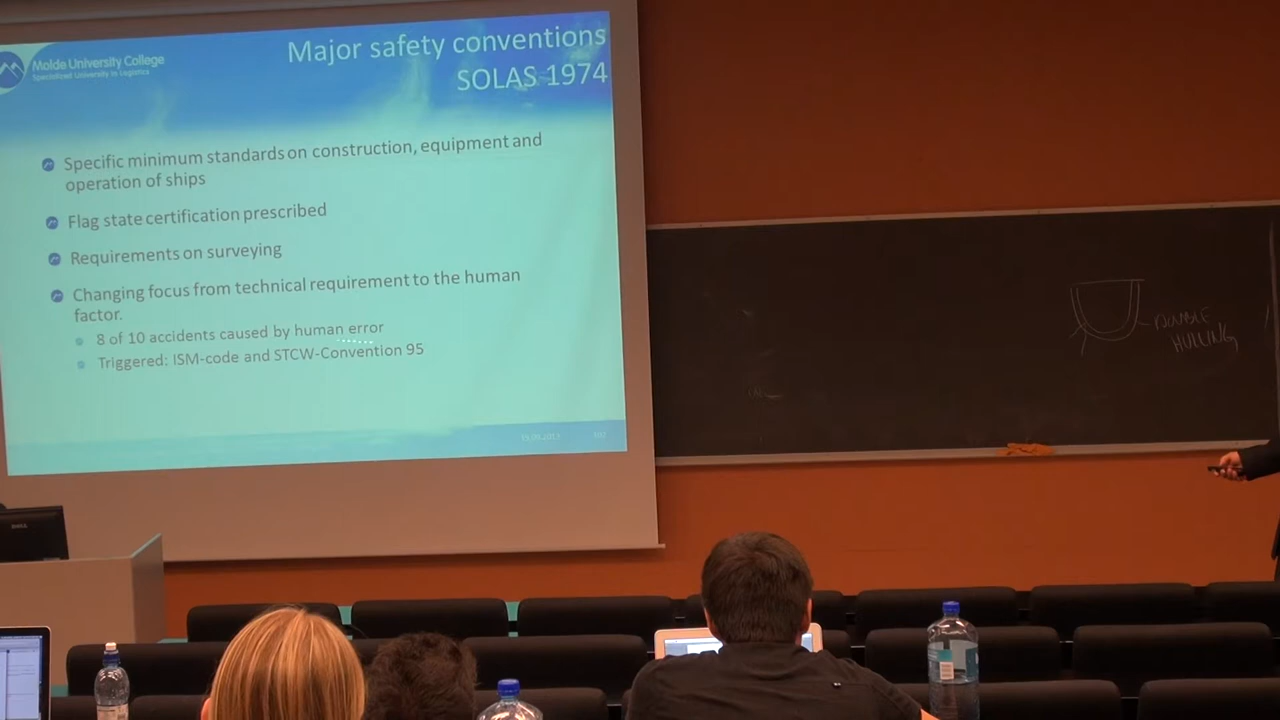 Molde University College
Specialized University in Logistics
Major safety conventions
SOLAS 1974
Specific minimum standards on construction, equipment and
operation of ships
Flag state certification prescribed
Requirements on surveying
Changing focus from technical requirement to the human
factor.
8 of 10 accidents caused by human error
Triggered: ISM-code and STCW-Convention 95
DOUBLE
HULLING
DELL